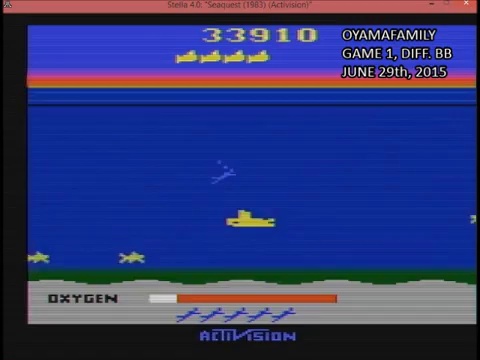 Stella 4.0: "Seaquest (1983) (Activision)"
33910
OYAMAFAMILY
GAME 1, DIFF. BB
JUNE 29th, 2015
OXYGEN
ACTIVISION